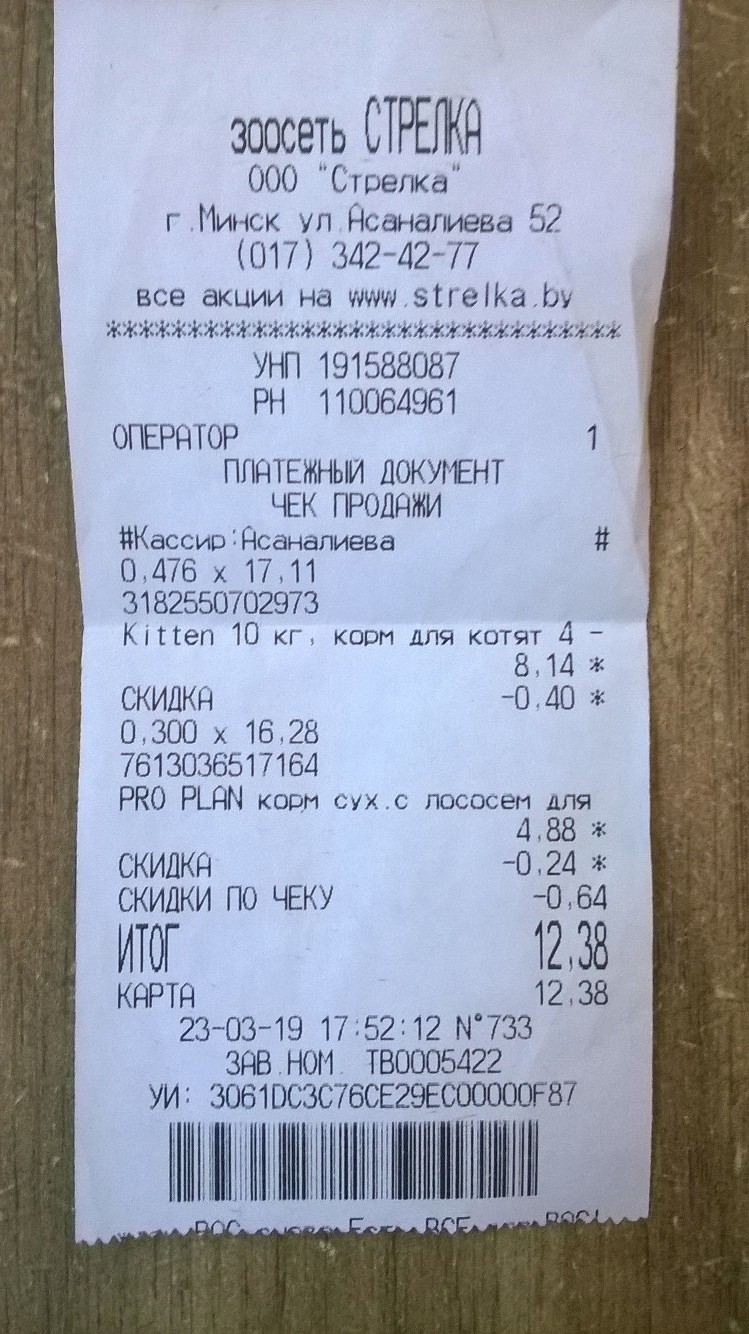 зоосеть СТРЕЛКА
ООО "Стрелка"
г.Минск ул.Асаналиева 52
(017) 342-42-77
все акции на www.strelka.by
********************************
УНП 191588087
РН 110064961
ОПЕРАТОР 1
ПЛАТЕЖНЫЙ ДОКУМЕНТ
ЧЕК ПРОДАЖИ
#Кассир:Асаналиева #
0,476 x 17,11
3182550702973
Kitten 10 кг, корм для котят 4 -
8,14 *
СКИДКА -0,40 *
0,300 x 16,28
7613036517164
PRO PLAN корм сух.с лососем для
4,88 *
СКИДКА -0,24 *
СКИДКИ ПО ЧЕКУ -0,64
ИТОГ 12,38
КАРТА 12,38
23-03-19 17:52:12 N°733
ЗАВ.НОМ. ТВ0005422
УИ: 3061DC3C76CE29EC00000F87